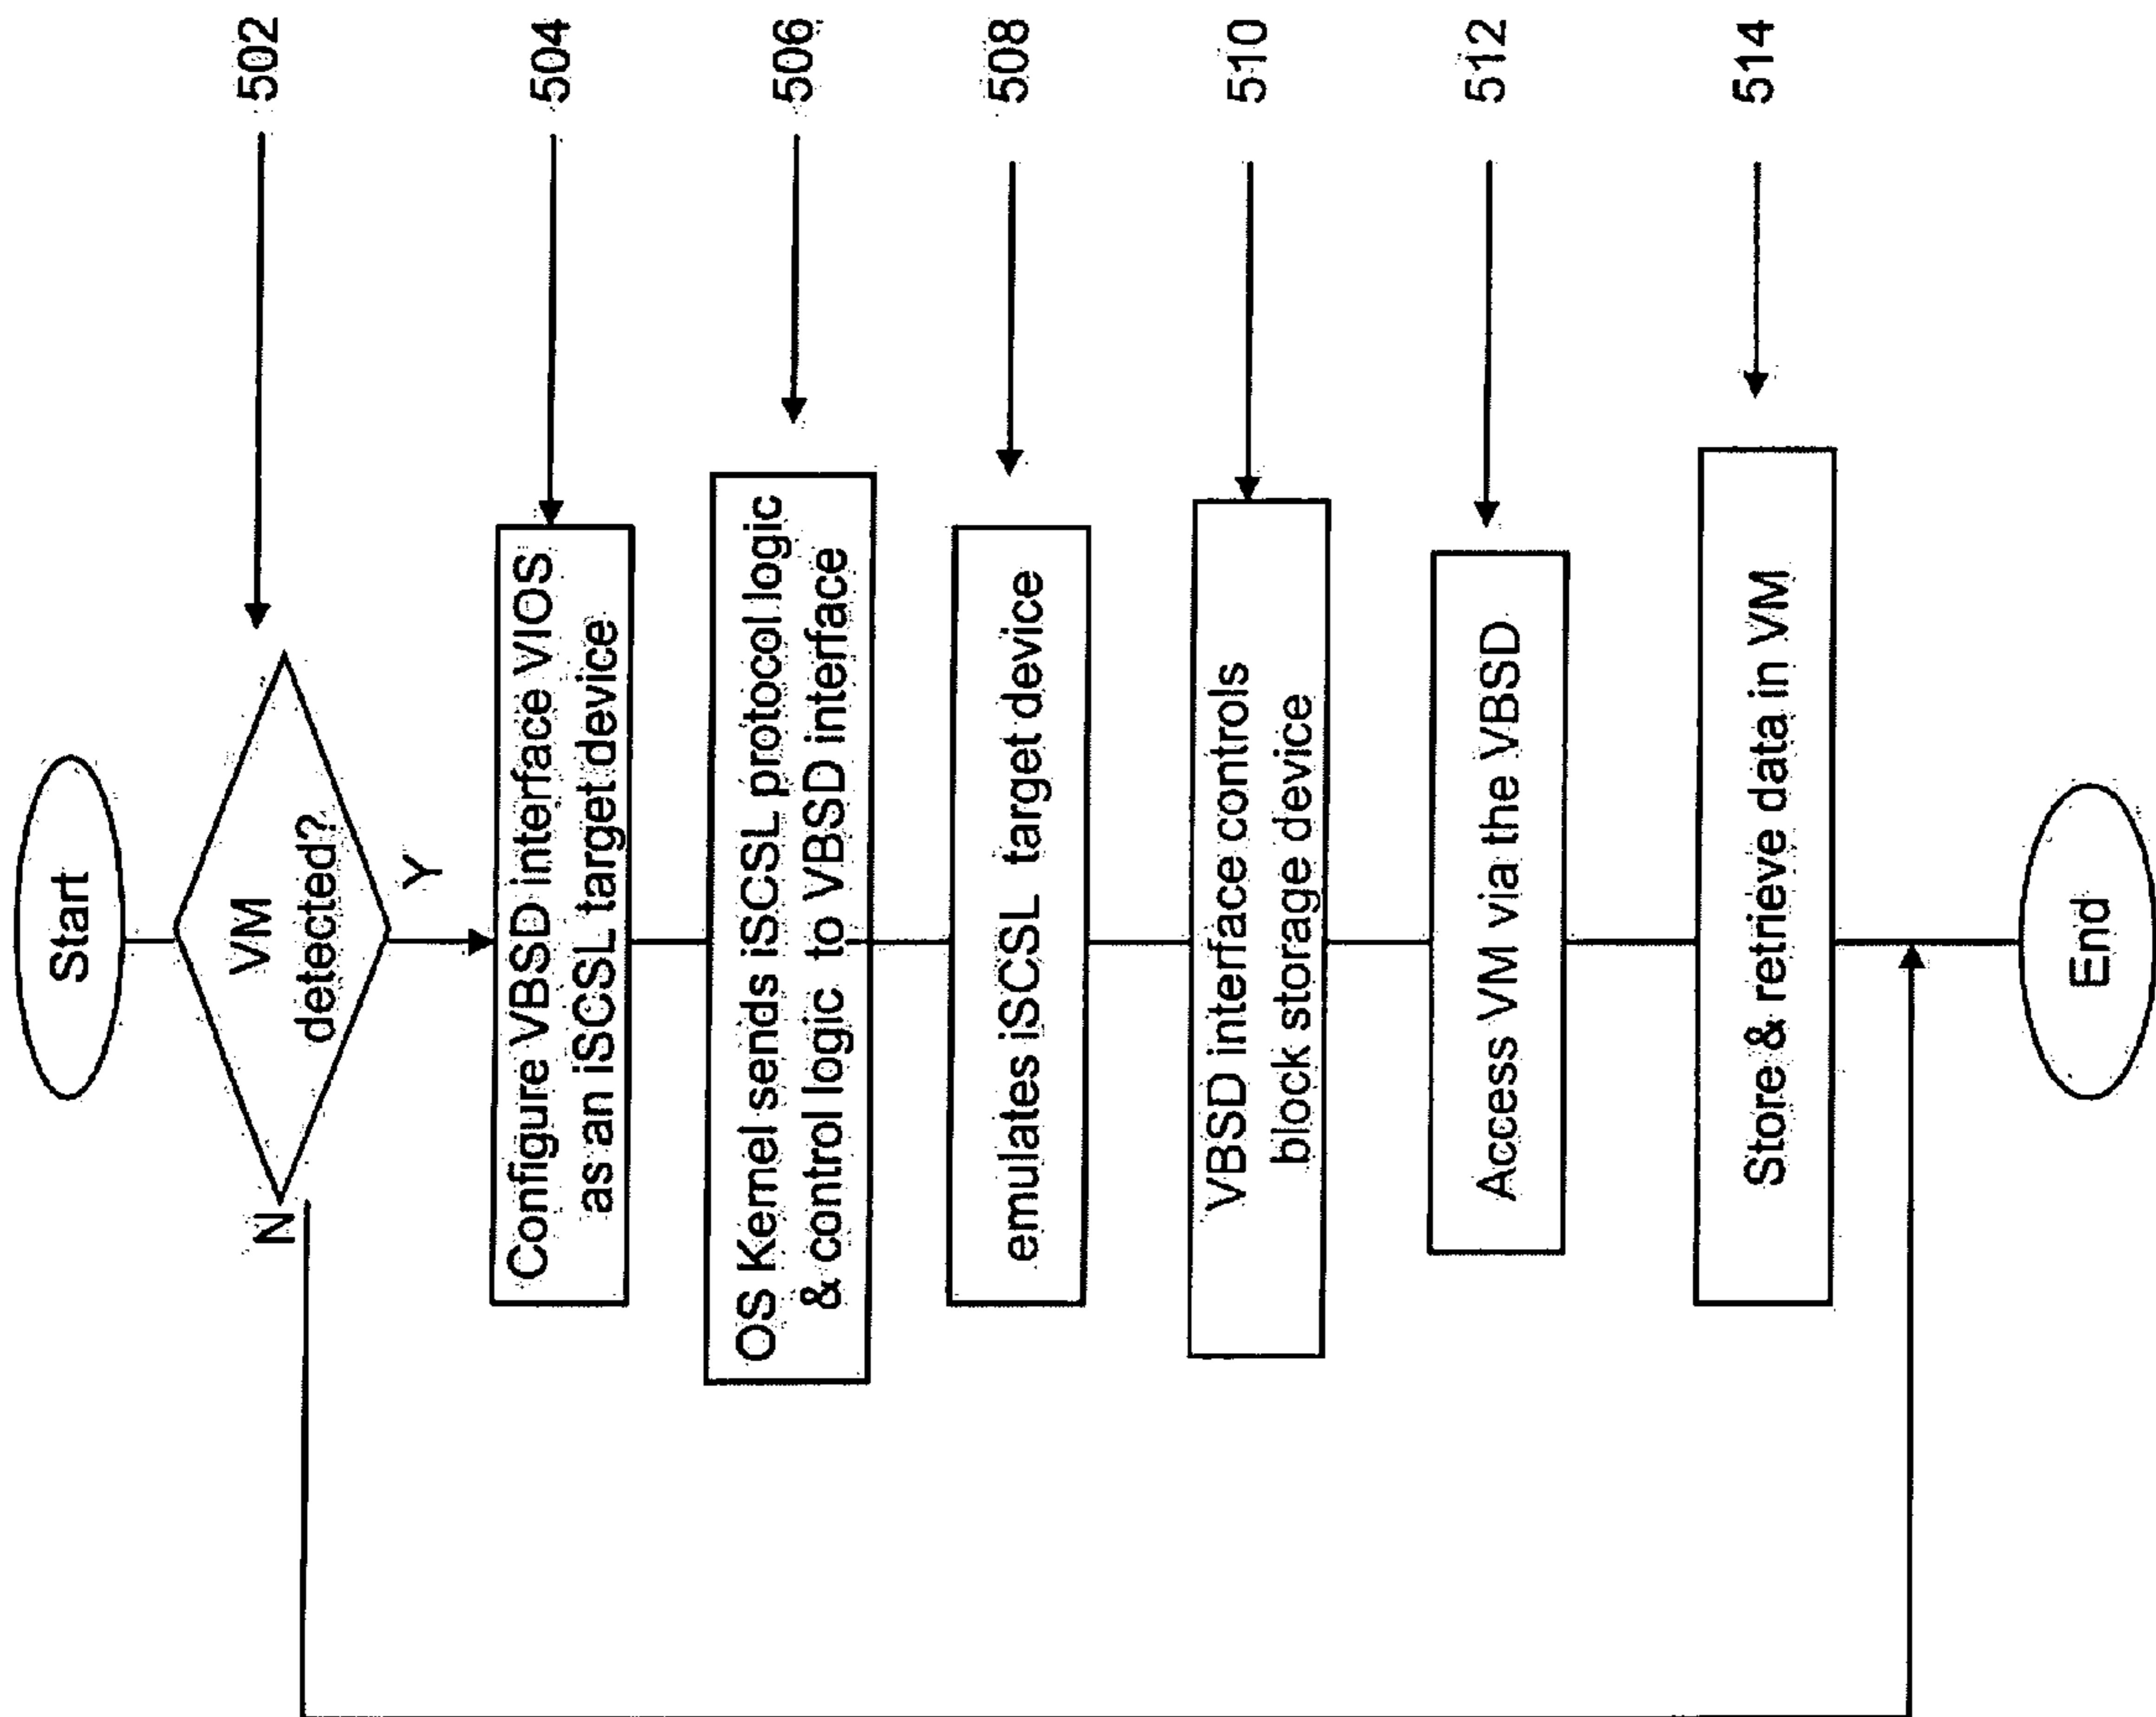 Start
VM
detected?
N
Y
Configure VBSD interface VIOS
as an iSCSL target device
OS Kernel sends iSCSL protocol logic
& control logic to VBSD interface
emulates iSCSL target device
VBSD interface controls
block storage device
Access VM via the VBSD
Store & retrieve data in VM
End
502
504
506
508
510
512
514